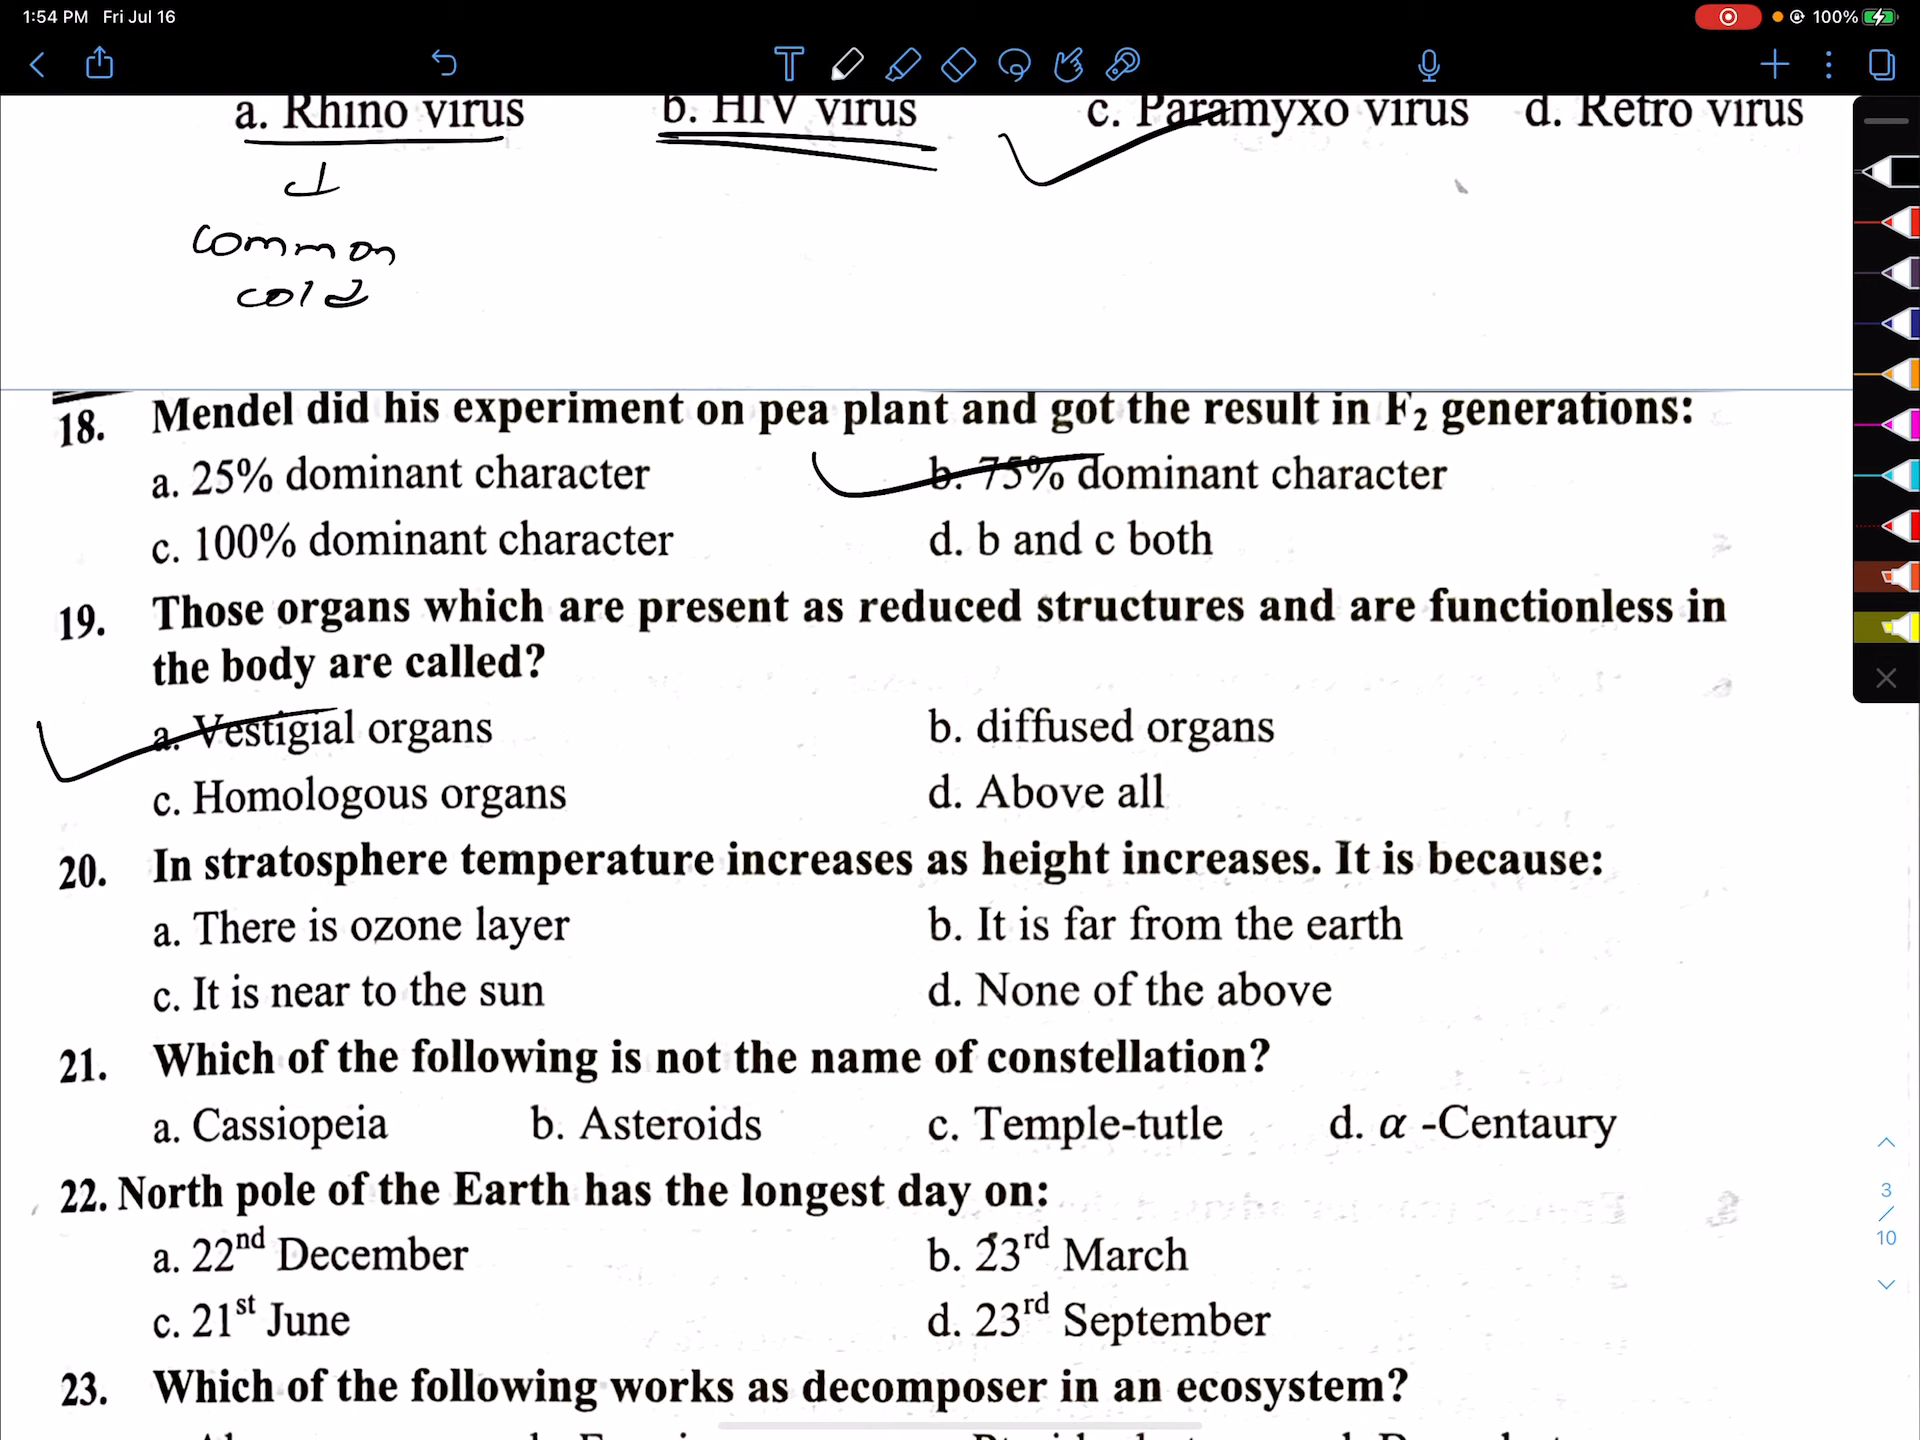 1:54 PM Fri Jul 16
100%
a. Rhino virus b. HIV virus c. Paramyxo virus d. Retro virus
common
cold
18. Mendel did his experiment on pea plant and got the result in F₂ generations:
a. 25% dominant character b. 75% dominant character
c. 100% dominant character d. b and c both
19. Those organs which are present as reduced structures and are functionless in
the body are called?
a. Vestigial organs b. diffused organs
c. Homologous organs d. Above all
20. In stratosphere temperature increases as height increases. It is because:
a. There is ozone layer b. It is far from the earth
c. It is near to the sun d. None of the above
21. Which of the following is not the name of constellation?
a. Cassiopeia b. Asteroids c. Temple-tutle d. α -Centaury
22. North pole of the Earth has the longest day on:
a. 22nd December b. 23rd March
c. 21st June d. 23rd September
23. Which of the following works as decomposer in an ecosystem?
3
/
10